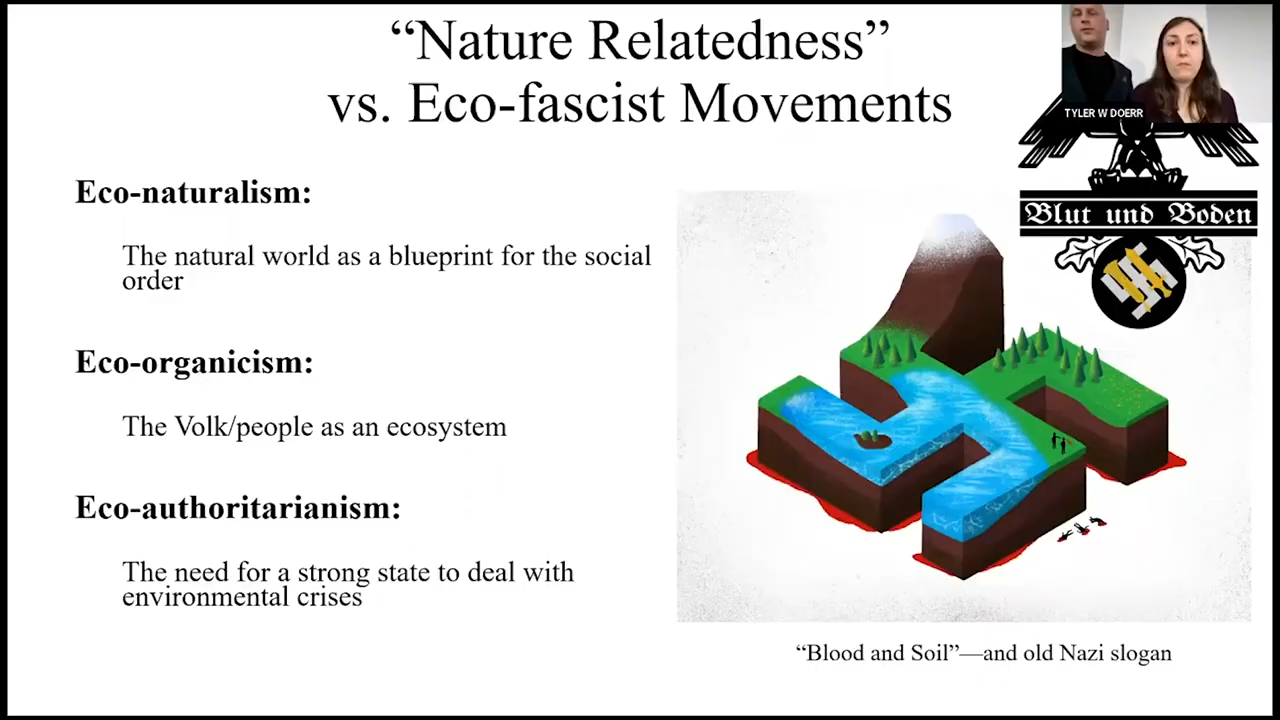 “Nature Relatedness”
vs. Eco-fascist Movements
TYLER W DOERR
Blut und Boden
Eco-naturalism:
The natural world as a blueprint for the social
order
Eco-organicism:
The Volk/people as an ecosystem
Eco-authoritarianism:
The need for a strong state to deal with
environmental crises
“Blood and Soil”—and old Nazi slogan